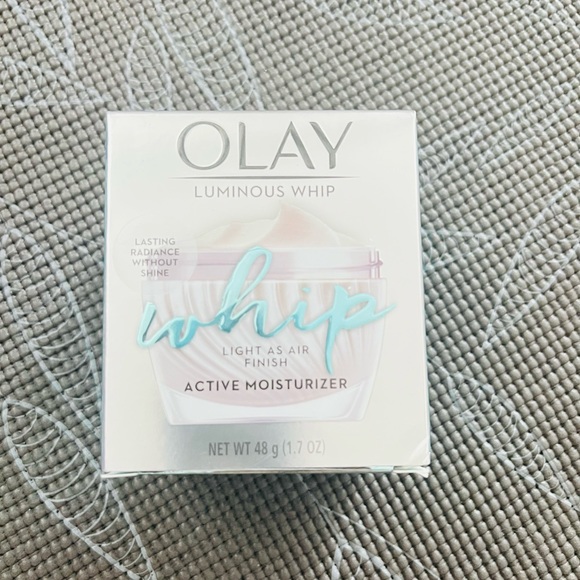 OLAY
LUMINOUS WHIP
LASTING
RADIANCE
WITHOUT
SHINE
whip
LIGHT AS AIR
FINISH
ACTIVE MOISTURIZER
NET WT 48 g (1.7 OZ)